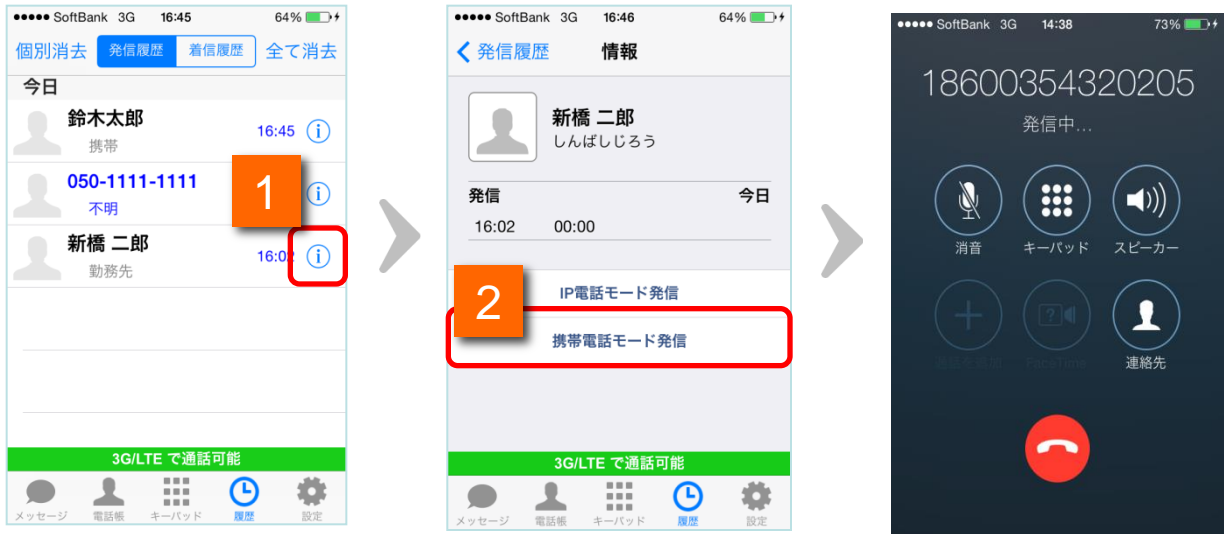 SoftBank 3G 16:45 64%
個別消去 発信履歴 着信履歴 全て消去
今日
鈴木太郎
携帯
16:45
050-1111-1111
不明
1
新橋 二郎
勤務先
16:02
3G/LTE で通話可能
メッセージ 電話帳 キーパッド 履歴 設定
SoftBank 3G 16:46 64%
発信履歴 情報
新橋 二郎
しんばしじろう
発信 今日
16:02 00:00
IP電話モード発信
2
携帯電話モード発信
3G/LTE で通話可能
メッセージ 電話帳 キーパッド 履歴 設定
SoftBank 3G 14:38 73%
18600354320205
発信中...
消音 キーパッド スピーカー
通話を追加 FaceTime 連絡先